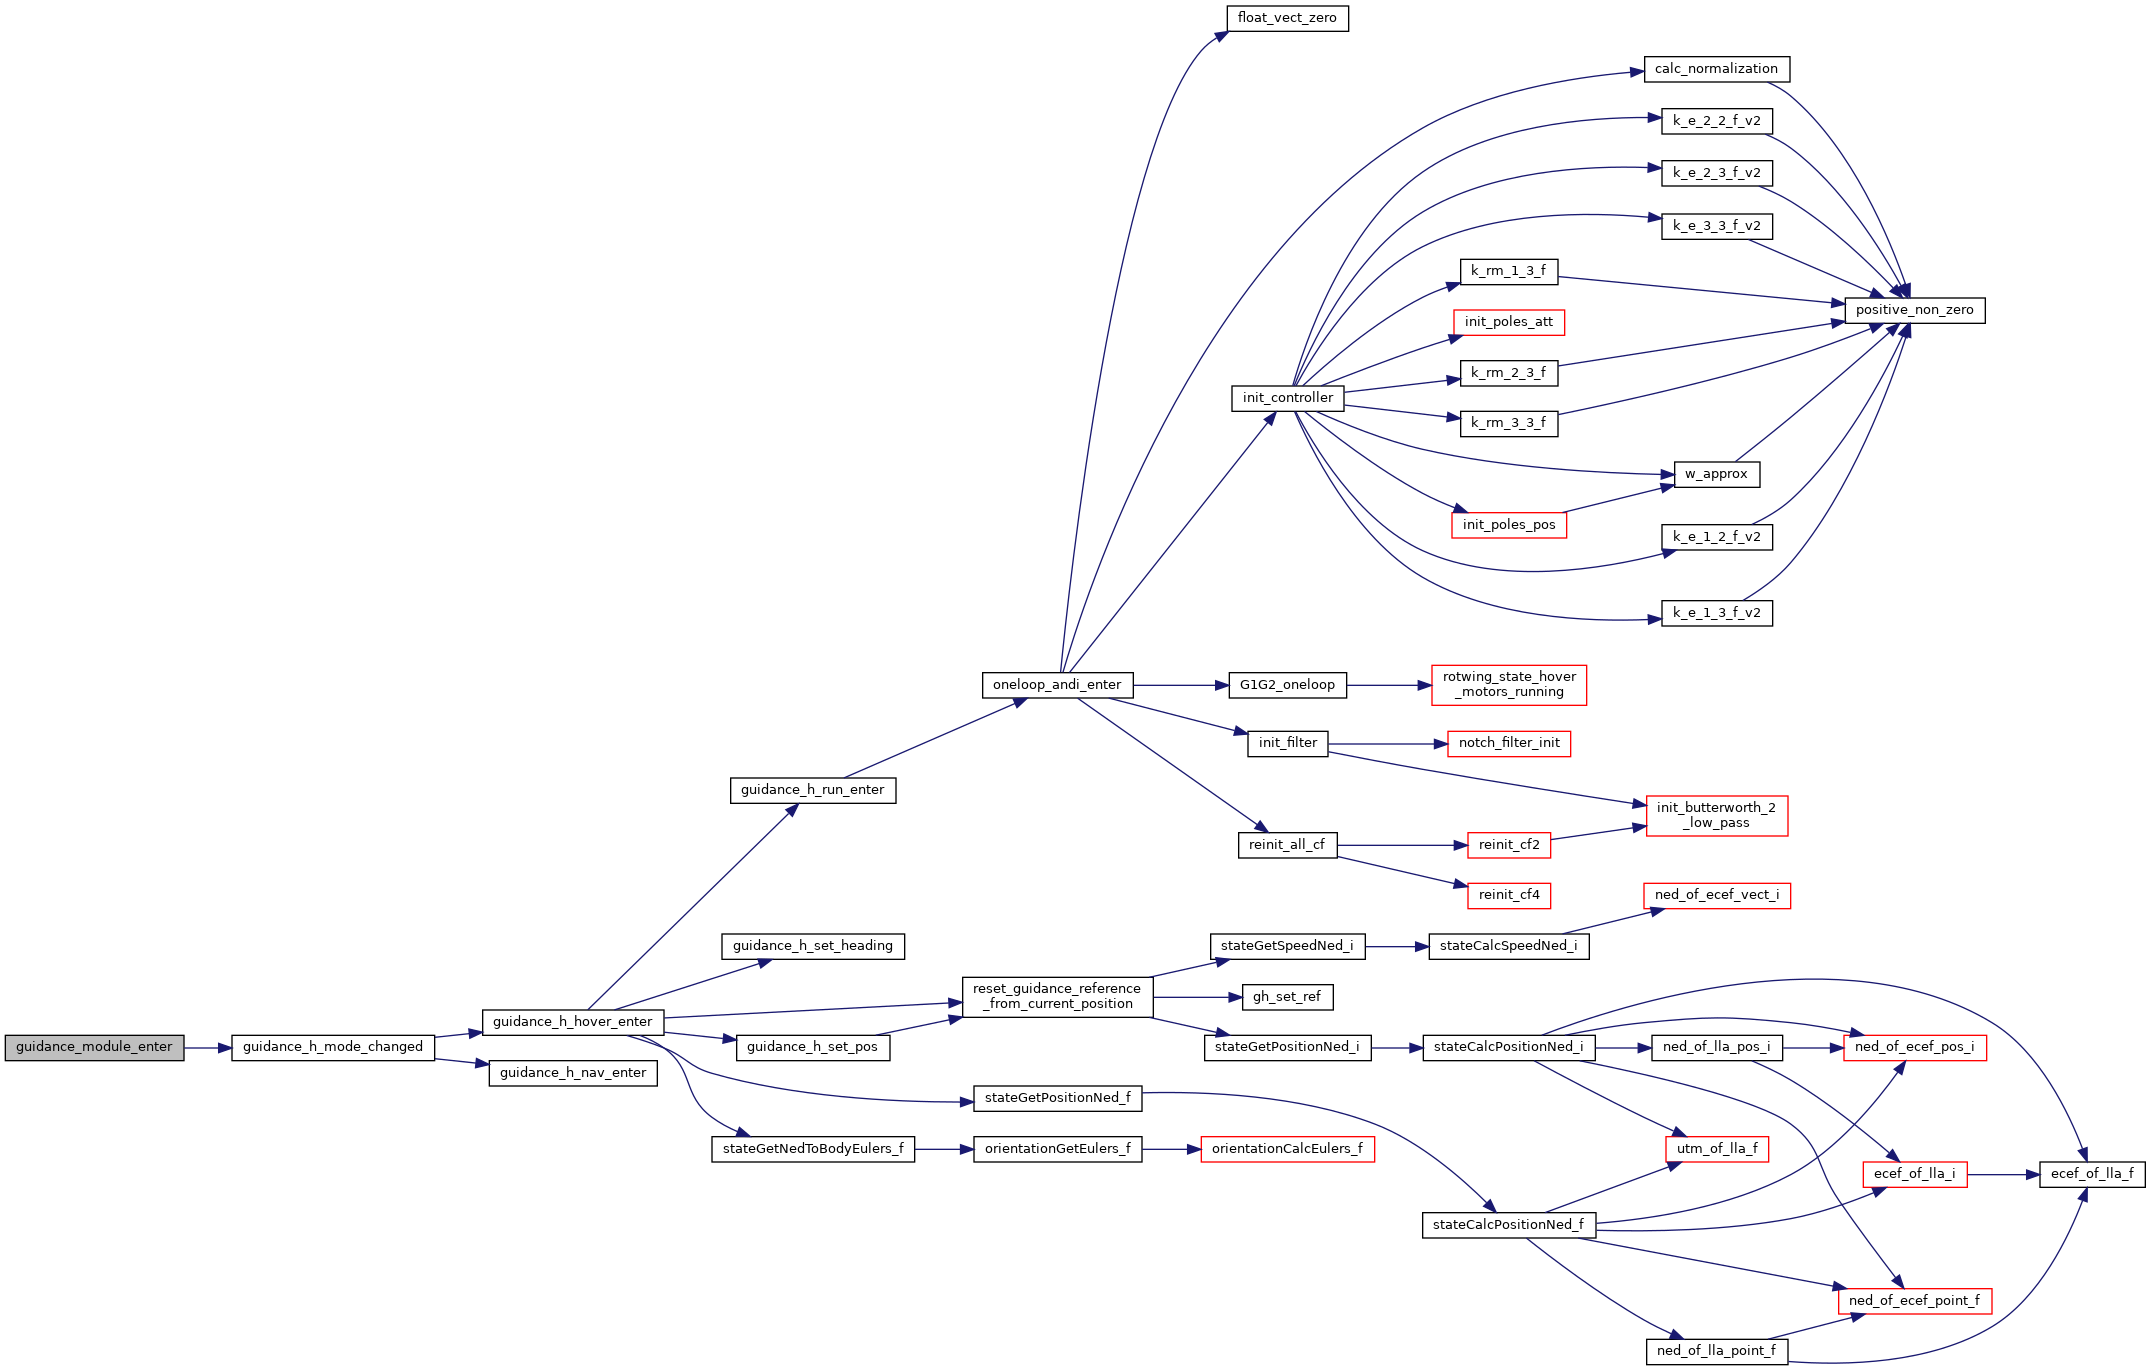 float_vect_zero
calc_normalization
k_e_2_2_f_v2
k_e_2_3_f_v2
k_e_3_3_f_v2
k_rm_1_3_f
positive_non_zero
init_poles_att
k_rm_2_3_f
init_controller
k_rm_3_3_f
w_approx
init_poles_pos
k_e_1_2_f_v2
k_e_1_3_f_v2
oneloop_andi_enter
G1G2_oneloop
rotwing_state_hover
_motors_running
init_filter
notch_filter_init
guidance_h_run_enter
init_butterworth_2
_low_pass
reinit_all_cf
reinit_cf2
reinit_cf4
ned_of_ecef_vect_i
guidance_h_set_heading
stateGetSpeedNed_i
stateCalcSpeedNed_i
reset_guidance_reference
_from_current_position
gh_set_ref
guidance_h_hover_enter
guidance_module_enter
guidance_h_mode_changed
guidance_h_set_pos
stateGetPositionNed_i
stateCalcPositionNed_i
ned_of_lla_pos_i
ned_of_ecef_pos_i
guidance_h_nav_enter
stateGetPositionNed_f
stateGetNedToBodyEulers_f
orientationGetEulers_f
orientationCalcEulers_f
utm_of_lla_f
ecef_of_lla_i
ecef_of_lla_f
stateCalcPositionNed_f
ned_of_ecef_point_f
ned_of_lla_point_f